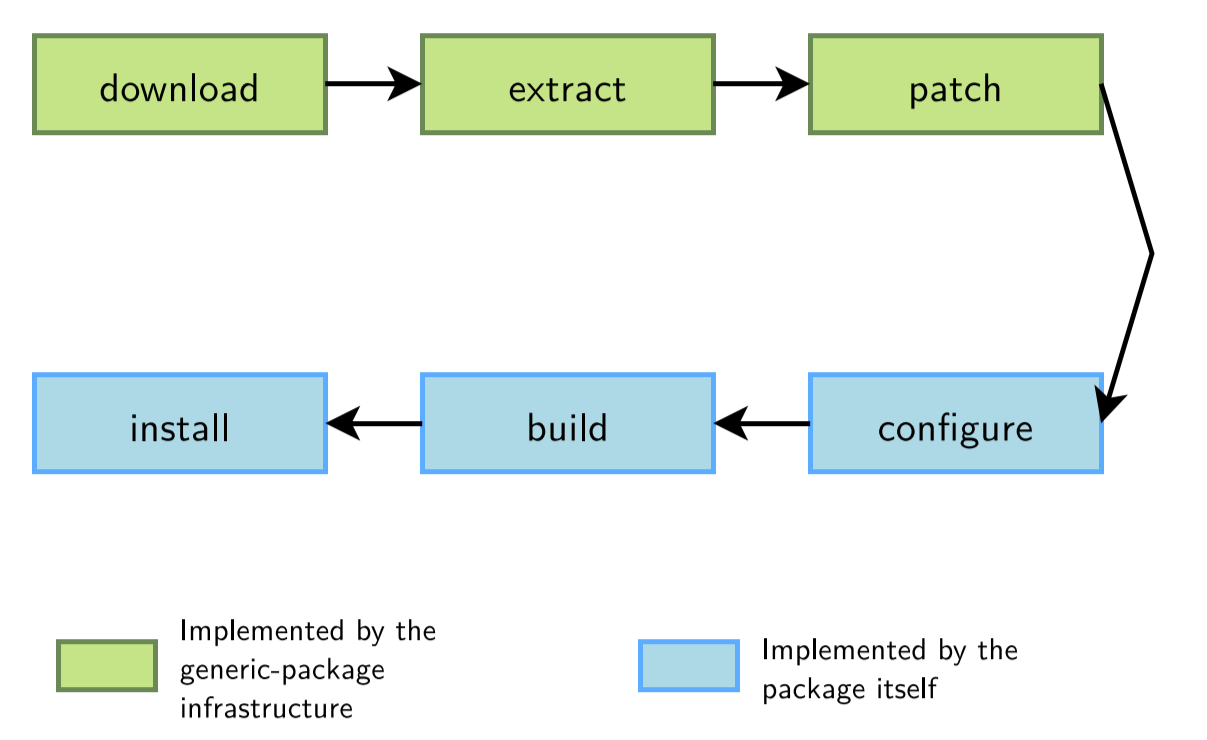 download
extract
patch
install
build
configure
Implemented by the
generic-package
infrastructure
Implemented by the
package itself